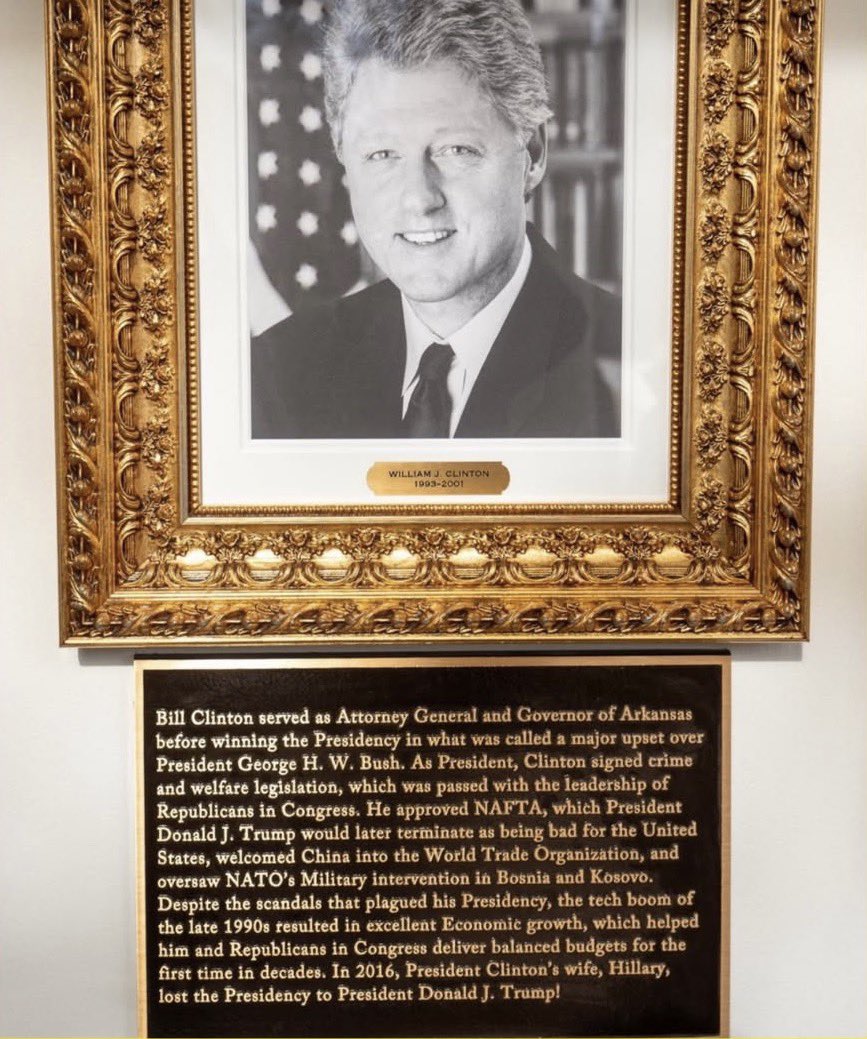 WILLIAM J. CLINTON
1993-2001
Bill Clinton served as Attorney General and Governor of Arkansas
before winning the Presidency in what was called a major upset over
President George H. W. Bush. As President, Clinton signed crime
and welfare legislation, which was passed with the leadership of
Republicans in Congress. He approved NAFTA, which President
Donald J. Trump would later terminate as being bad for the United
States, welcomed China into the World Trade Organization, and
oversaw NATO's Military intervention in Bosnia and Kosovo.
Despite the scandals that plagued his Presidency, the tech boom of
the late 1990s resulted in excellent Economic growth, which helped
him and Republicans in Congress deliver balanced budgets for the
first time in decades. In 2016, President Clinton's wife, Hillary,
lost the Presidency to President Donald J. Trump!